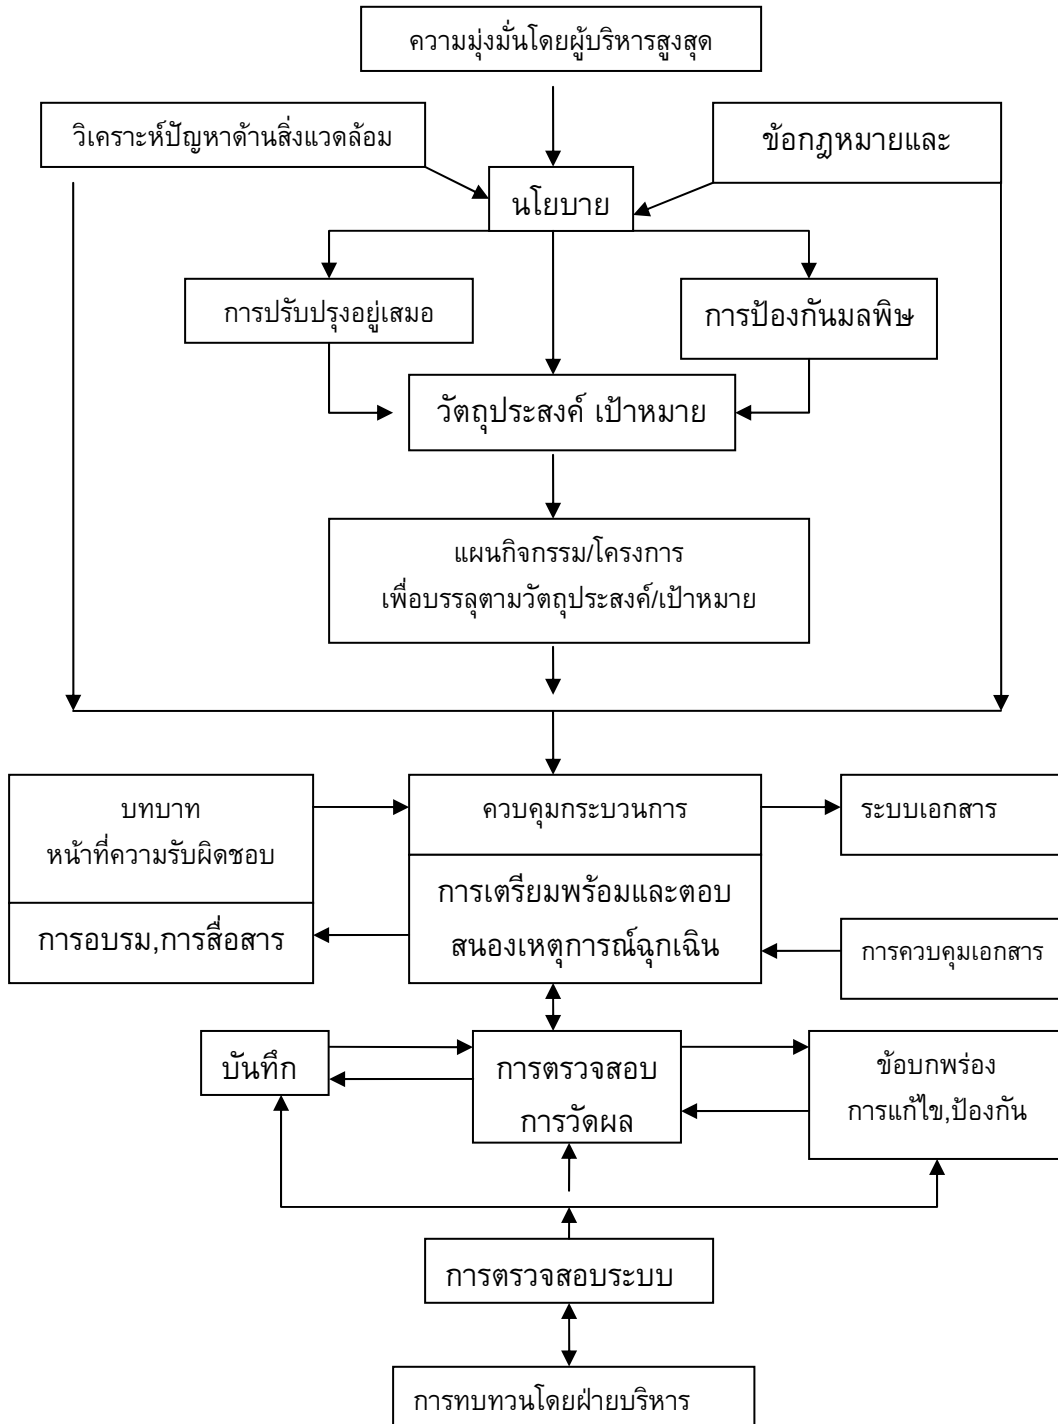 ความมุ่งมั่นโดยผู้บริหารสูงสุด
วิเคราะห์ปัญหาด้านสิ่งแวดล้อม
ข้อกฎหมายและ
นโยบาย
การปรับปรุงอยู่เสมอ
การป้องกันมลพิษ
วัตถุประสงค์ เป้าหมาย
แผนกิจกรรม/โครงการ
เพื่อบรรลุตามวัตถุประสงค์/เป้าหมาย
บทบาท
หน้าที่ความรับผิดชอบ
ควบคุมกระบวนการ
ระบบเอกสาร
การอบรม,การสื่อสาร
การเตรียมพร้อมและตอบ
สนองเหตุการณ์ฉุกเฉิน
การควบคุมเอกสาร
บันทึก
การตรวจสอบ
การวัดผล
ข้อบกพร่อง
การแก้ไข,ป้องกัน
การตรวจสอบระบบ
การทบทวนโดยฝ่ายบริหาร